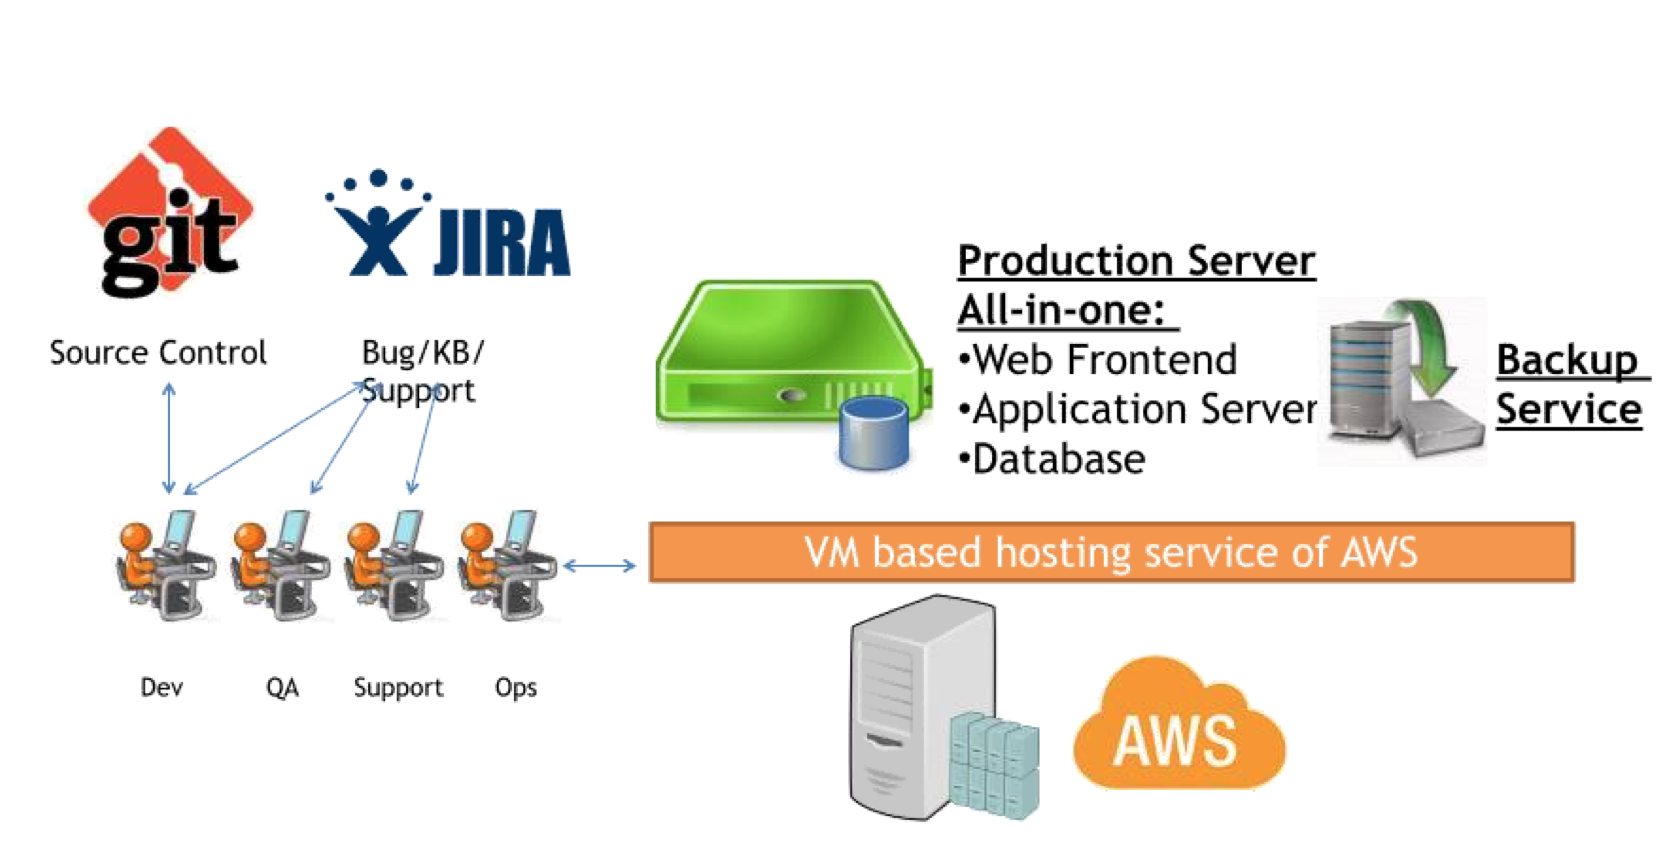 git
JIRA
Source Control
Bug/KB/
Support
Production Server
All-in-one:
•Web Frontend
•Application Server
•Database
Backup
Service
VM based hosting service of AWS
Dev
QA
Support
Ops
AWS